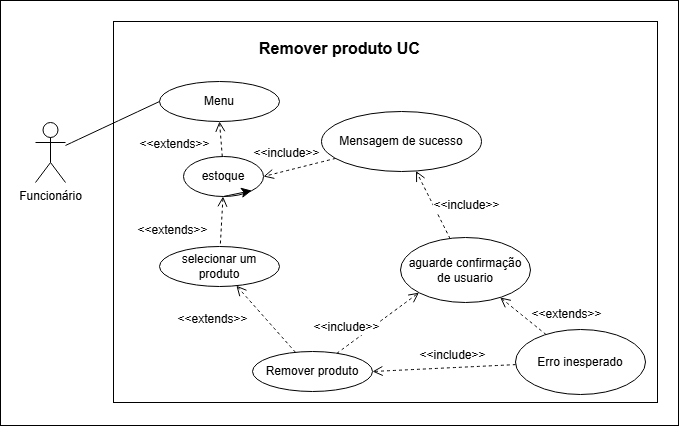 Remover produto UC
Menu
<<extends>>
Mensagem de sucesso
<<include>>
estoque
Funcionário
<<include>>
<<extends>>
selecionar um
produto
aguarde confirmação
de usuario
<<extends>>
<<extends>>
<<include>>
<<include>>
Erro inesperado
Remover produto